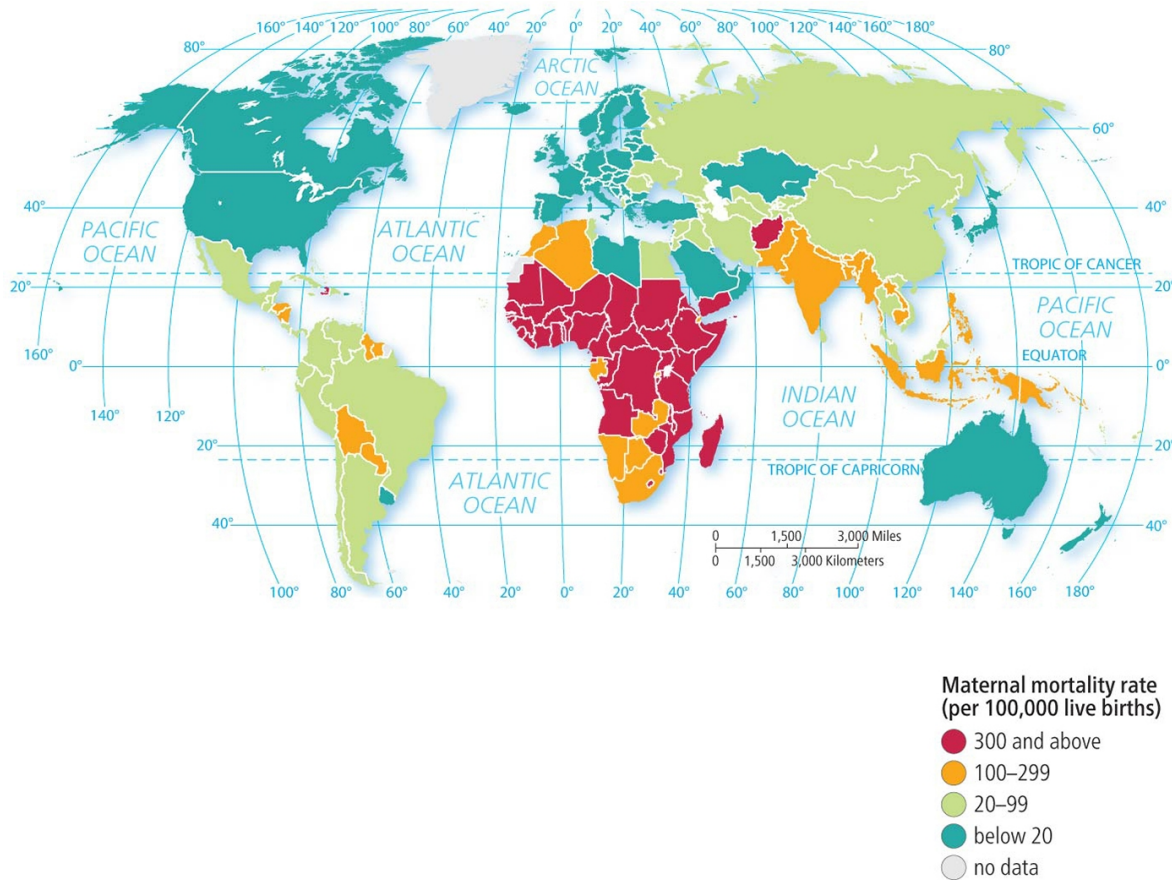 160° 140° 120° 100° 80° 60° 40° 20° 0° 20° 40° 60° 80° 100° 120° 140° 160° 180°
80° 80°
ARCTIC
OCEAN
60°
40° 40°
PACIFIC
OCEAN
ATLANTIC
OCEAN
TROPIC OF CANCER
20° 20°
PACIFIC
OCEAN
160° 0° EQUATOR 0°
INDIAN
OCEAN
140° 120°
20° 20°
TROPIC OF CAPRICORN
ATLANTIC
OCEAN
40° 40°
0 1,500 3,000 Miles
0 1,500 3,000 Kilometers
100° 80° 60° 40° 20° 0° 20° 40° 60° 80° 100° 120° 140° 160° 180°
Maternal mortality rate
(per 100,000 live births)
300 and above
100–299
20–99
below 20
no data